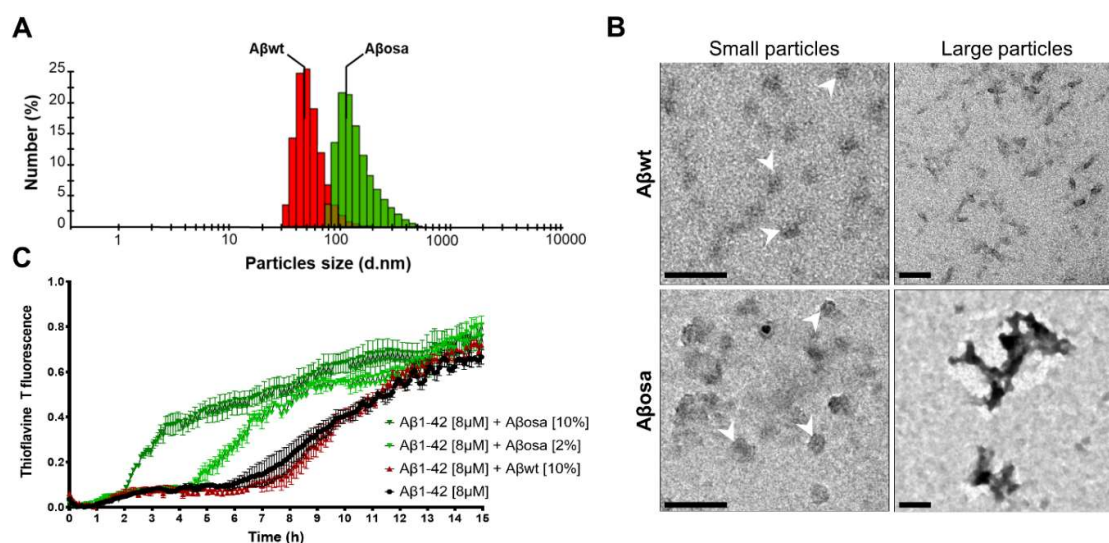 A
Aβwt
Aβosa
25
20
15
10
5
0
Number (%)
1
10
100
1000
10000
Particles size (d.nm)
B
Small particles
Large particles
Aβwt
Aβosa
C
1.0
0.8
0.6
0.4
0.2
0.0
Thioflavine T fluorescence
Aβ1-42 [8μM] + Aβosa [10%]
Aβ1-42 [8μM] + Aβosa [2%]
Aβ1-42 [8μM] + Aβwt [10%]
Aβ1-42 [8μM]
0 1 2 3 4 5 6 7 8 9 10 11 12 13 14 15
Time (h)